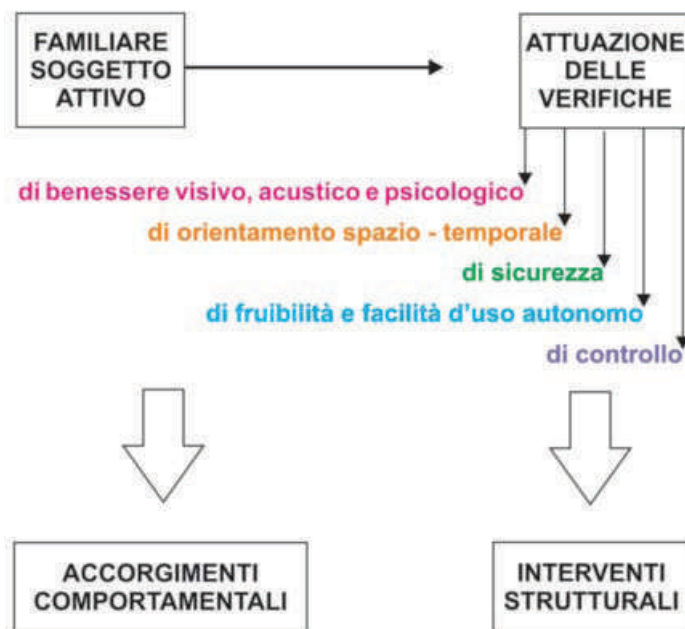 FAMILIARE
SOGGETTO
ATTIVO
ATTUAZIONE
DELLE
VERIFICHE
di benessere visivo, acustico e psicologico
di orientamento spazio - temporale
di sicurezza
di fruibilità e facilità d'uso autonomo
di controllo
ACCORGIMENTI
COMPORTAMENTALI
INTERVENTI
STRUTTURALI